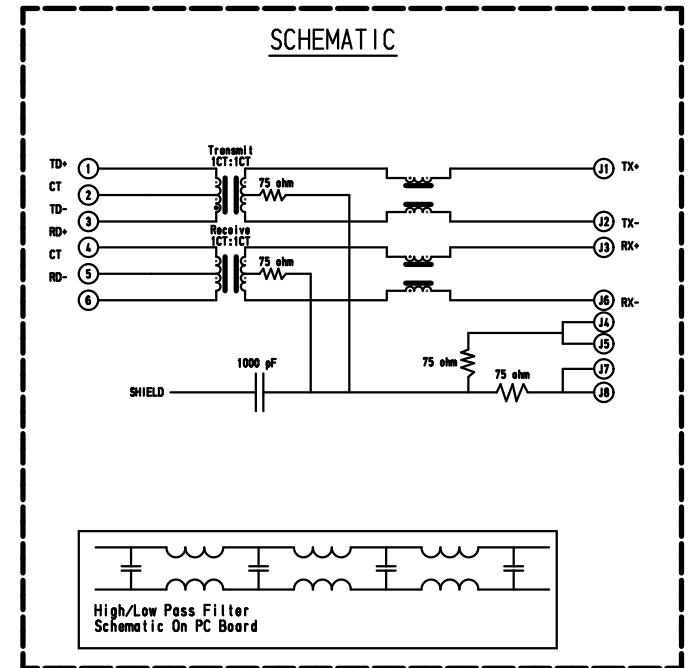 SCHEMATIC
Transmit
1CT:1CT
TD+
1
J1
TX+
CT
2
75 ohm
TD-
3
J2
TX-
RD+
Receive
1CT:1CT
4
J3
RX+
CT
5
75 ohm
RD-
6
J6
RX-
J4
J5
75 ohm
1000 pF
75 ohm
J7
SHIELD
J8
High/Low Pass Filter
Schematic On PC Board